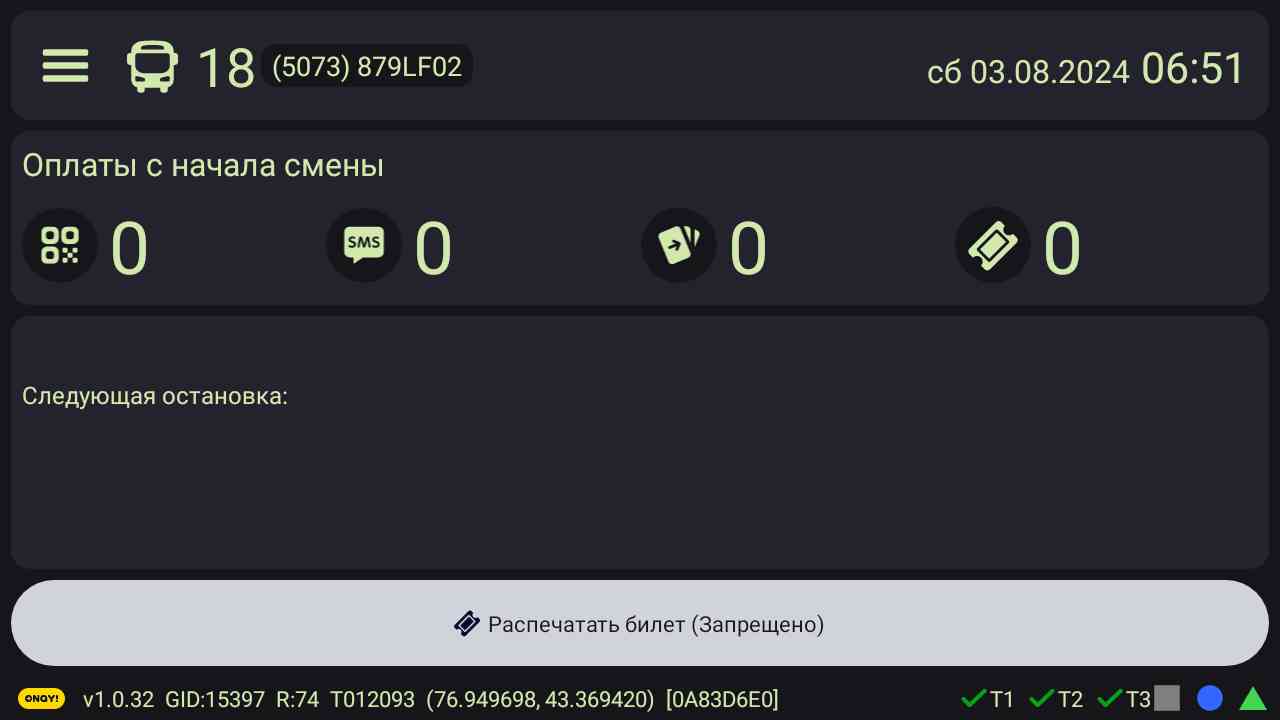 18 (5073) 879LF02 сб 03.08.2024 06:51
Оплаты с начала смены
0 SMS 0 0 0
Следующая остановка:
Распечатать билет (Запрещено)
ONAY! v1.0.32 GID:15397 R:74 T012093 (76.949698, 43.369420) [0A83D6E0] T1 T2 T3